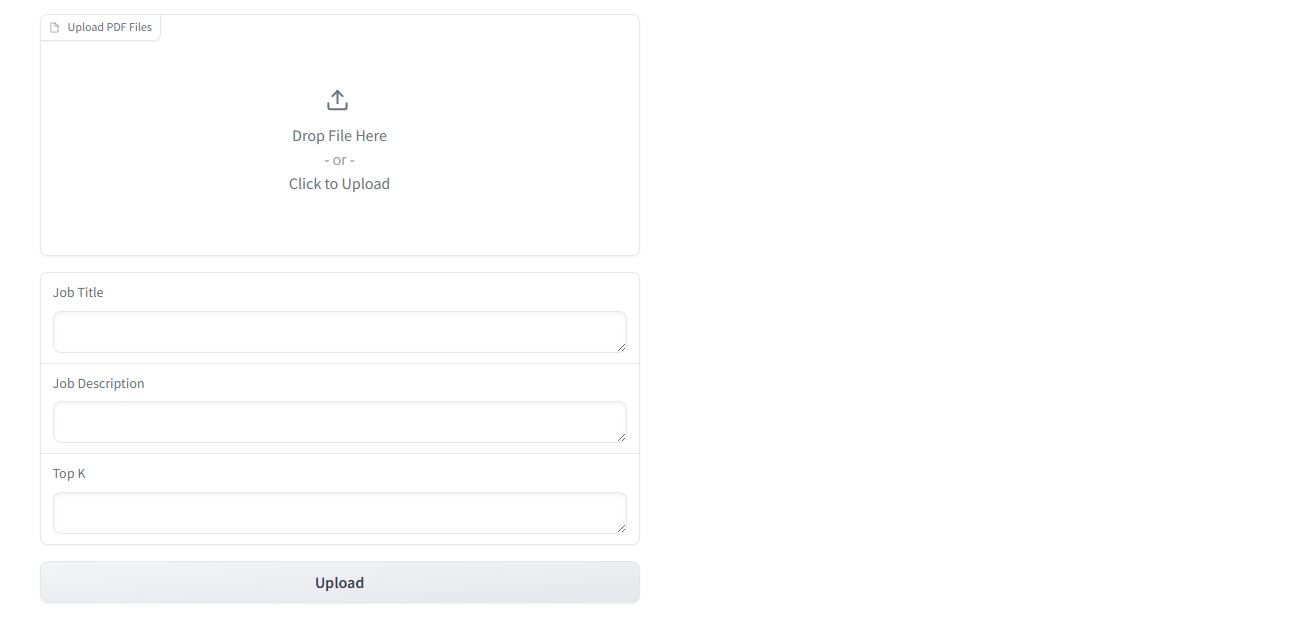 Upload PDF Files
Drop File Here
- or -
Click to Upload
Job Title
Job Description
Top K
Upload